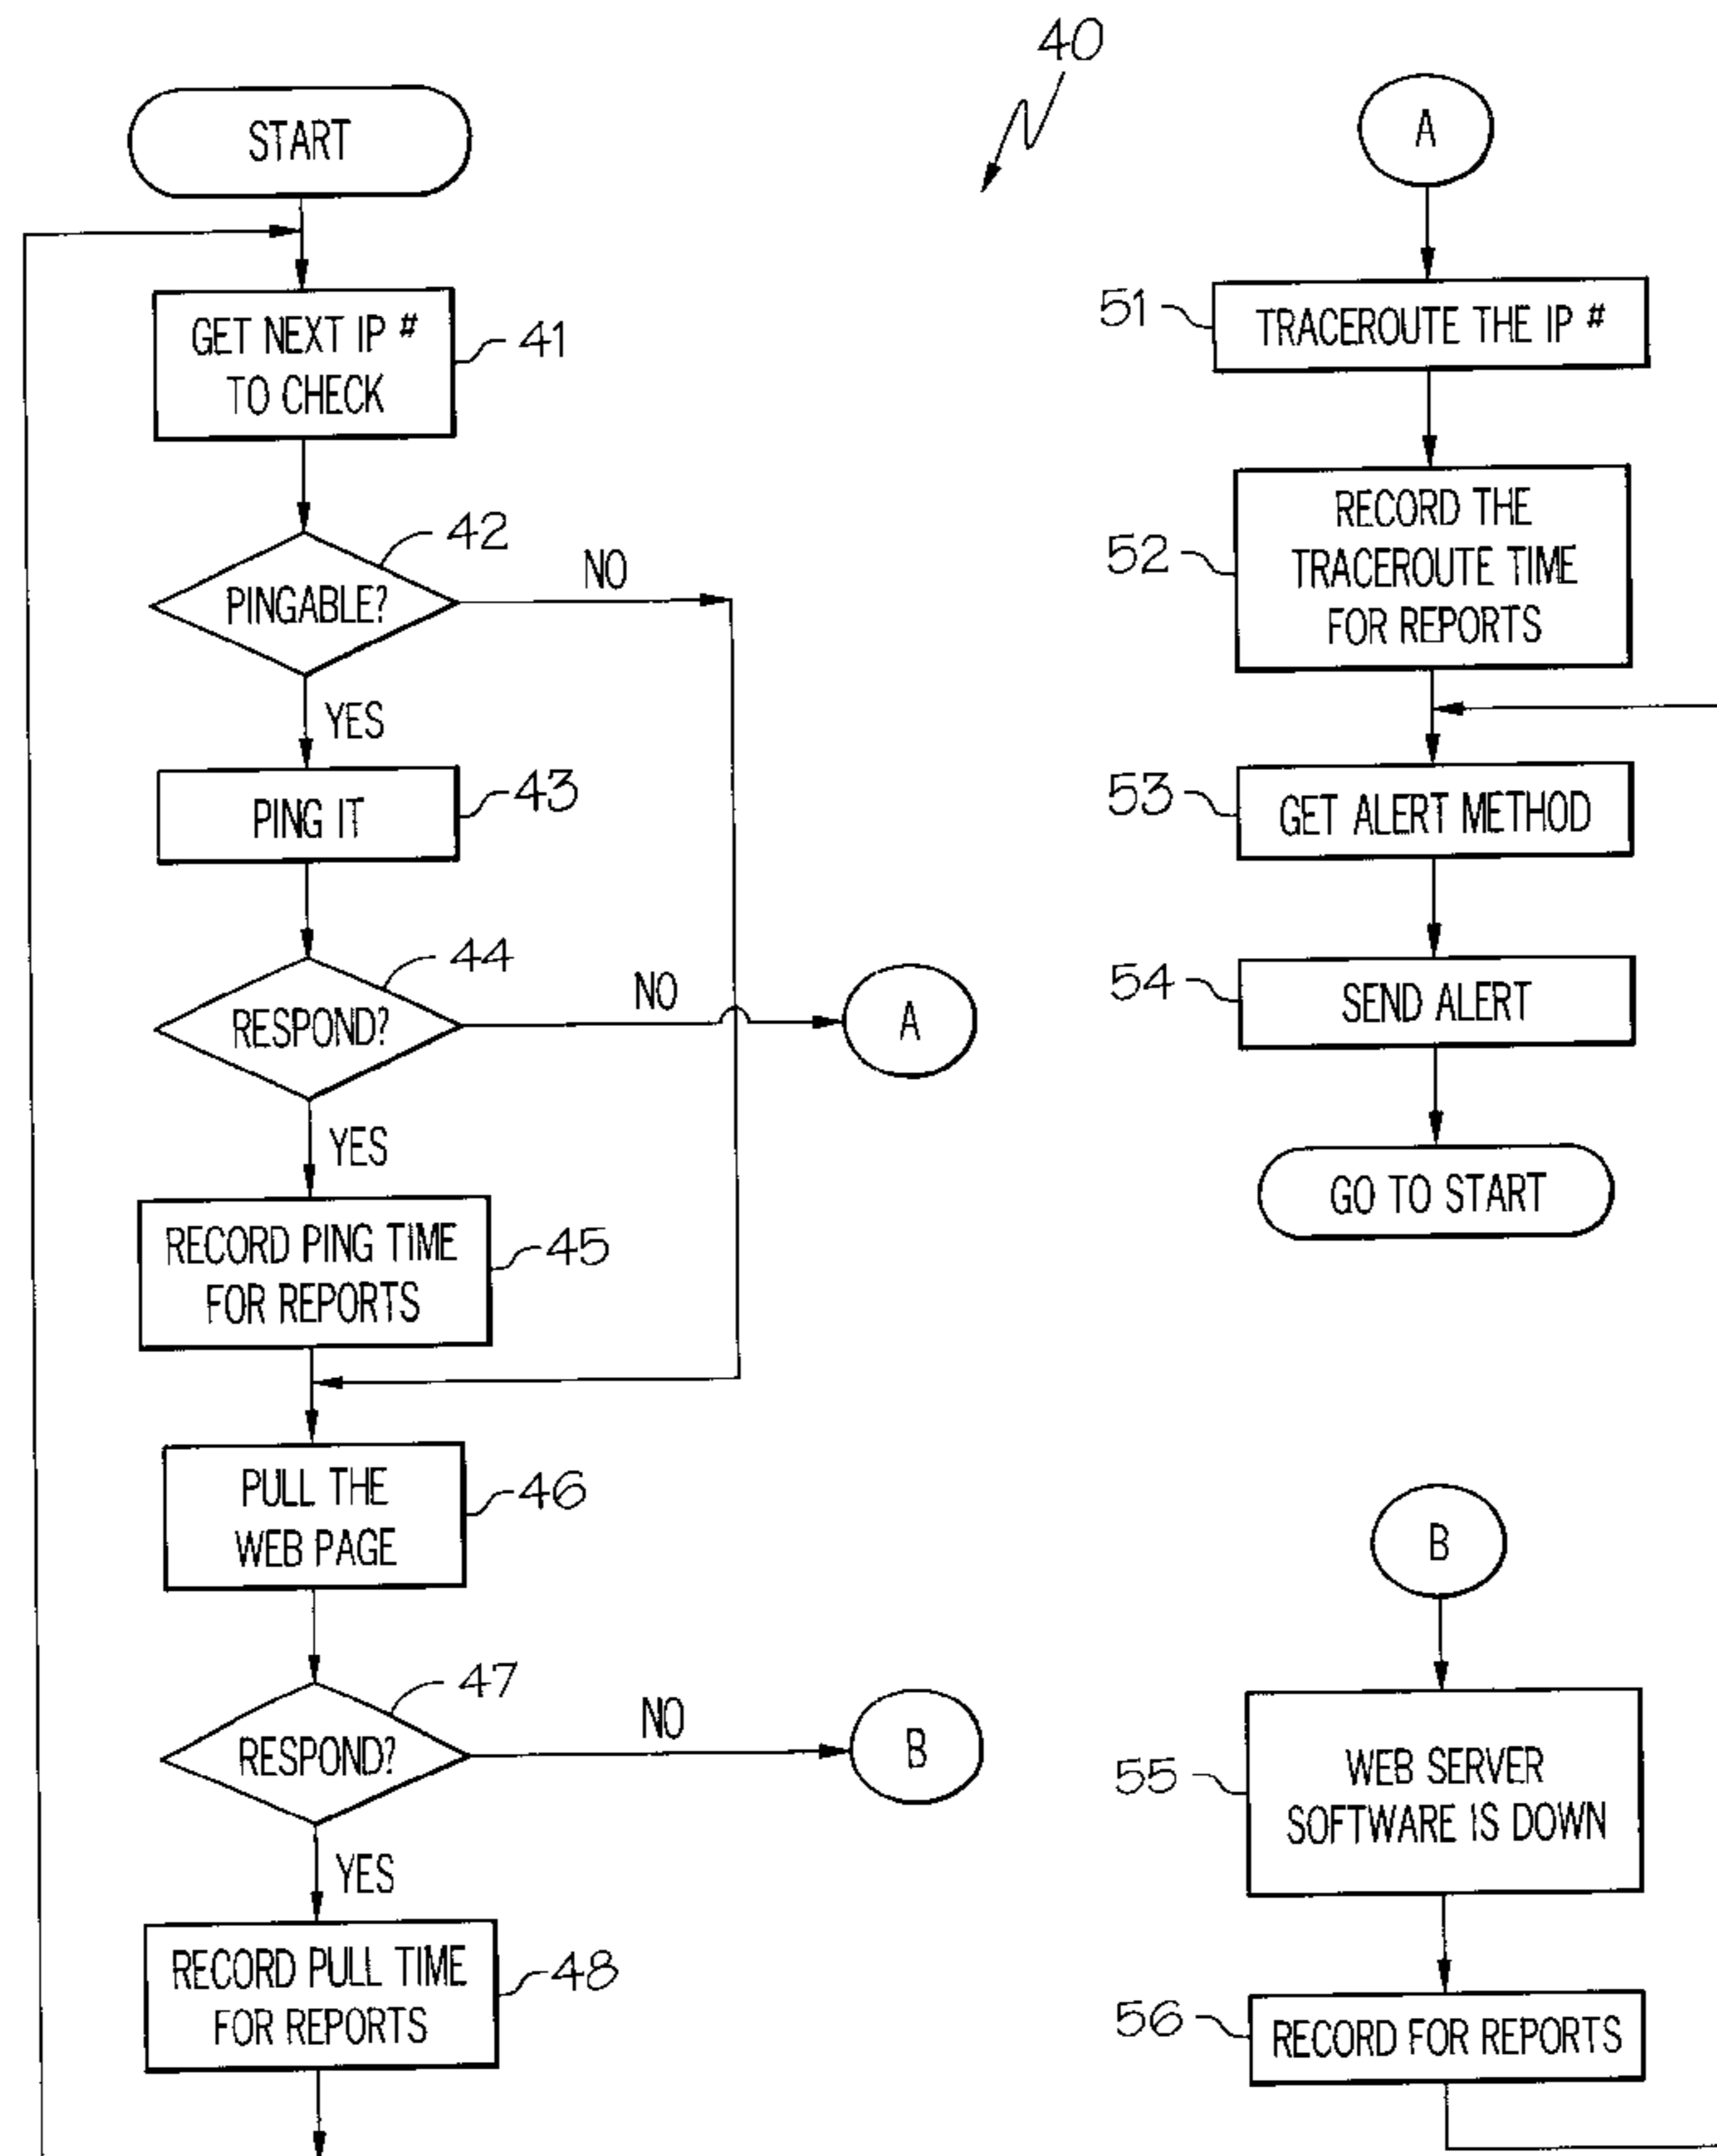 40
START
GET NEXT IP #
TO CHECK
41
42
PINGABLE?
NO
YES
PING IT
43
44
RESPOND?
NO
A
YES
RECORD PING TIME
FOR REPORTS
45
PULL THE
WEB PAGE
46
47
RESPOND?
NO
B
YES
RECORD PULL TIME
FOR REPORTS
48
A
51
TRACEROUTE THE IP #
52
RECORD THE
TRACEROUTE TIME
FOR REPORTS
53
GET ALERT METHOD
54
SEND ALERT
GO TO START
B
55
WEB SERVER
SOFTWARE IS DOWN
56
RECORD FOR REPORTS